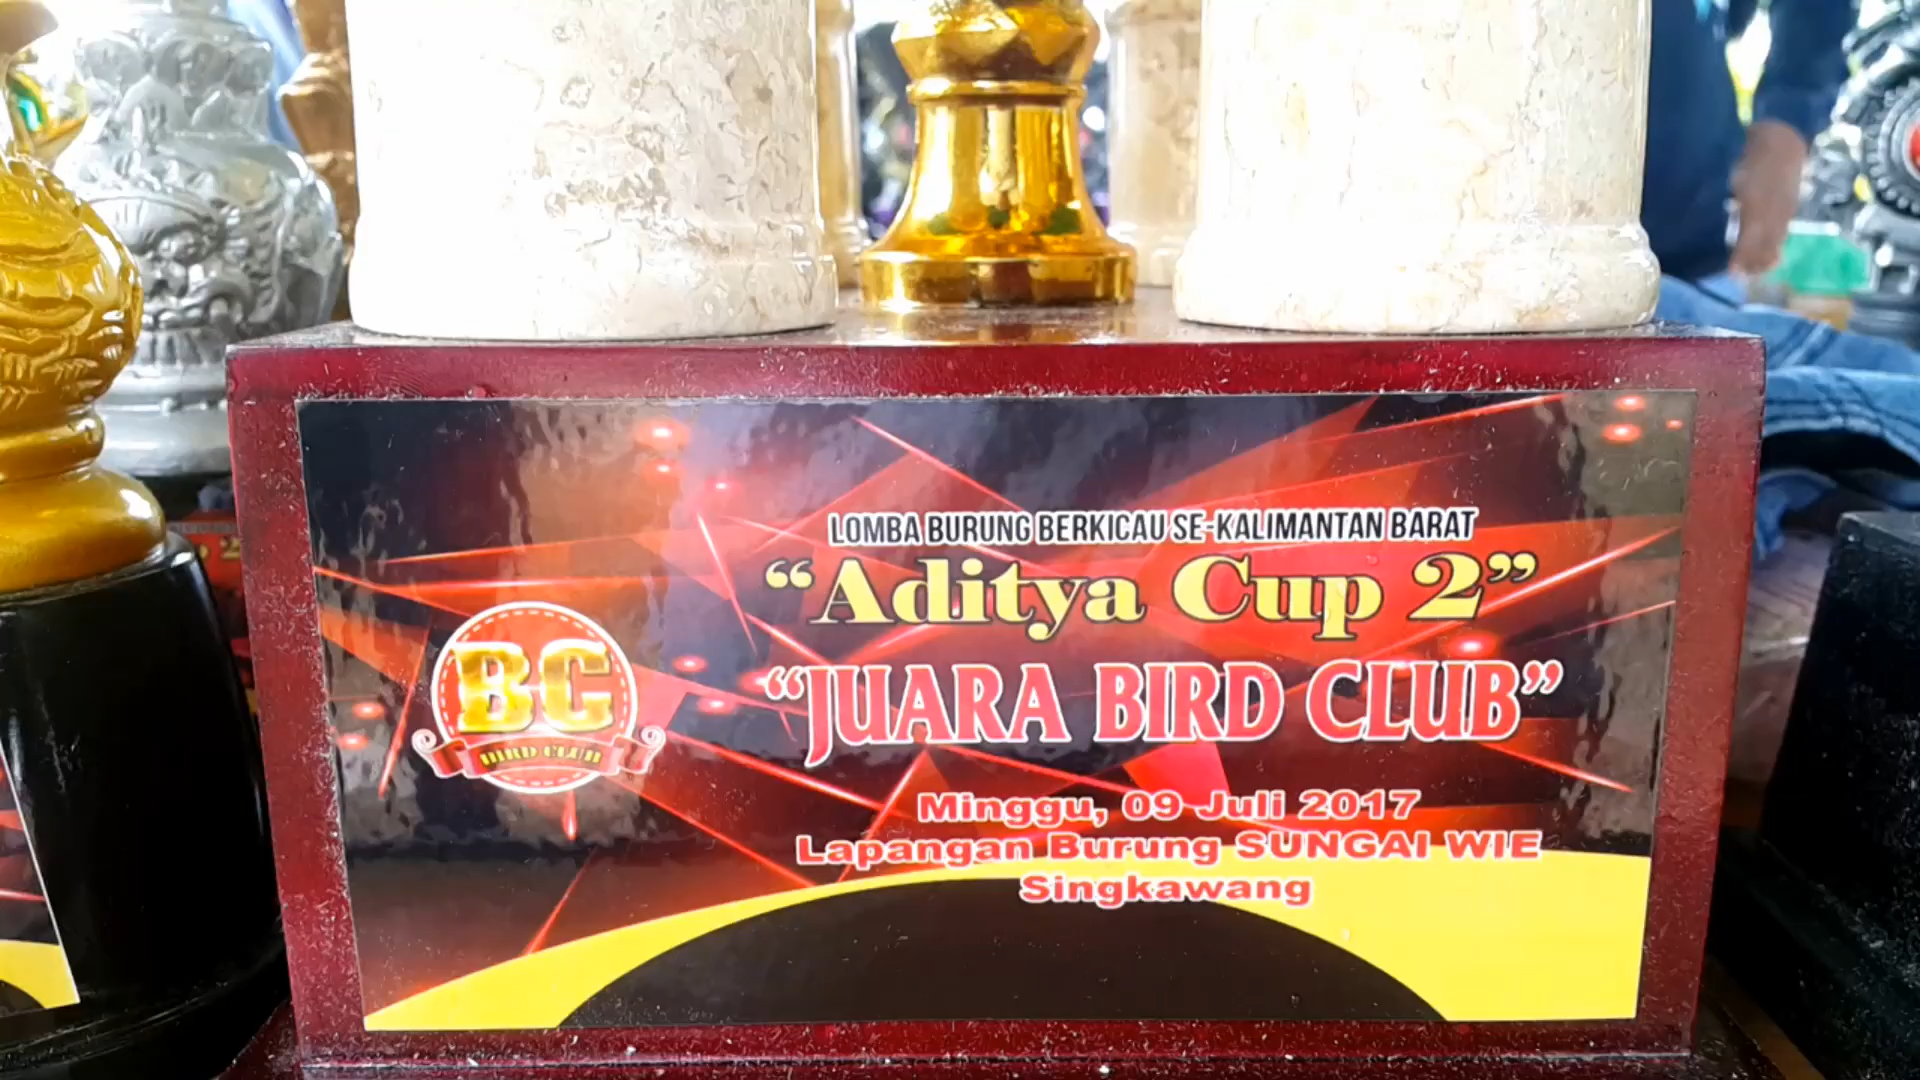 LOMBA BURUNG BERKICAU SE-KALIMANTAN BARAT
“Aditya Cup 2”
“JUARA BIRD CLUB”
BC
BIRD CLUB
Minggu, 09 Juli 2017
Lapangan Burung SUNGAI WIE
Singkawang